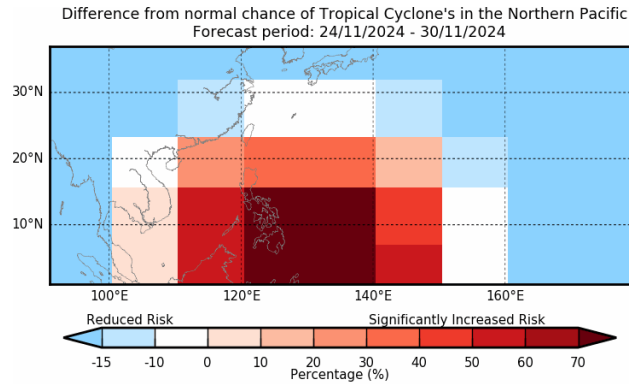 Difference from normal chance of Tropical Cyclone's in the Northern Pacific
Forecast period: 24/11/2024 - 30/11/2024
30°N
20°N
10°N
100°E 120°E 140°E 160°E
Reduced Risk Significantly Increased Risk
-15 -10 0 10 20 30 40 50 60 70
Percentage (%)